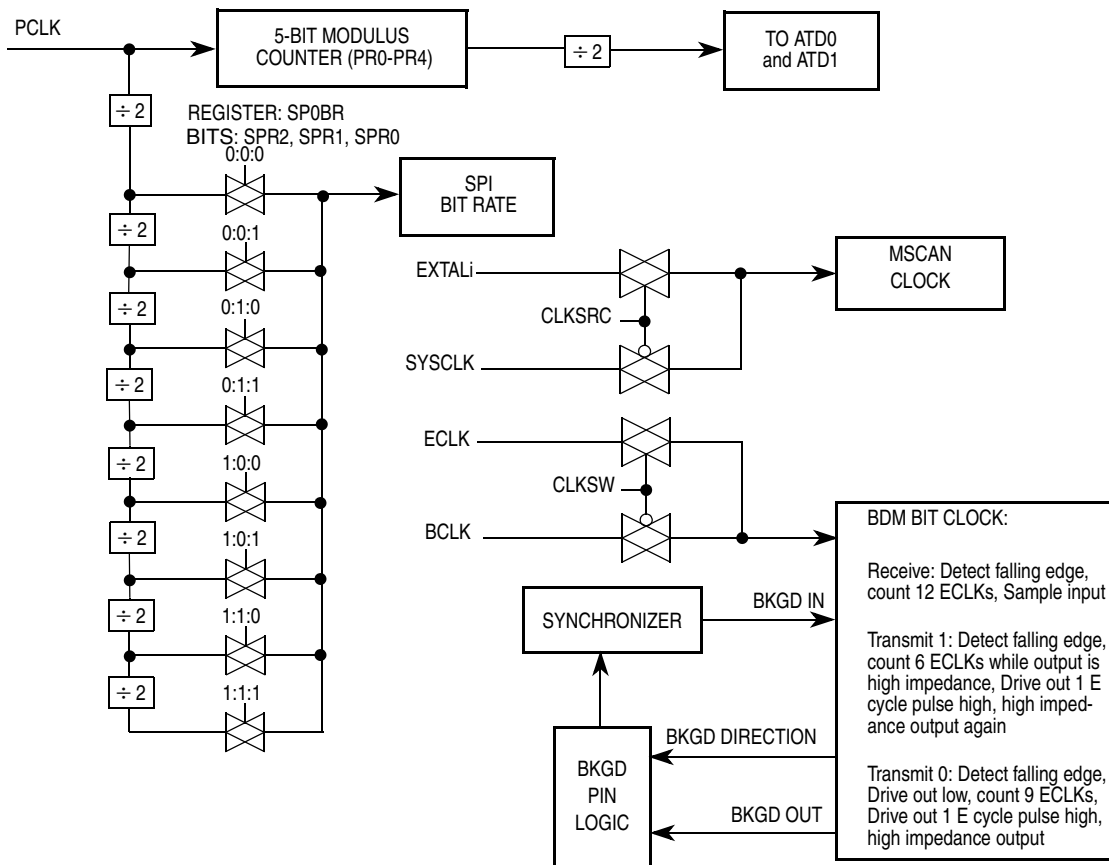 PCLK
5-BIT MODULUS
COUNTER (PR0-PR4)
÷ 2
TO ATD0
and ATD1
÷ 2
REGISTER: SP0BR
BITS: SPR2, SPR1, SPR0
0:0:0
SPI
BIT RATE
÷ 2
0:0:1
÷ 2
0:1:0
÷ 2
0:1:1
÷ 2
1:0:0
÷ 2
1:0:1
÷ 2
1:1:0
÷ 2
1:1:1
EXTALi
MSCAN
CLOCK
CLKSRC
SYSCLK
ECLK
CLKSW
BCLK
BDM BIT CLOCK:
Receive: Detect falling edge,
count 12 ECLKs, Sample input
Transmit 1: Detect falling edge,
count 6 ECLKs while output is
high impedance, Drive out 1 E
cycle pulse high, high imped-
ance output again
Transmit 0: Detect falling edge,
Drive out low, count 9 ECLKs,
Drive out 1 E cycle pulse high,
high impedance output
SYNCHRONIZER
BKGD IN
BKGD DIRECTION
BKGD
PIN
LOGIC
BKGD OUT